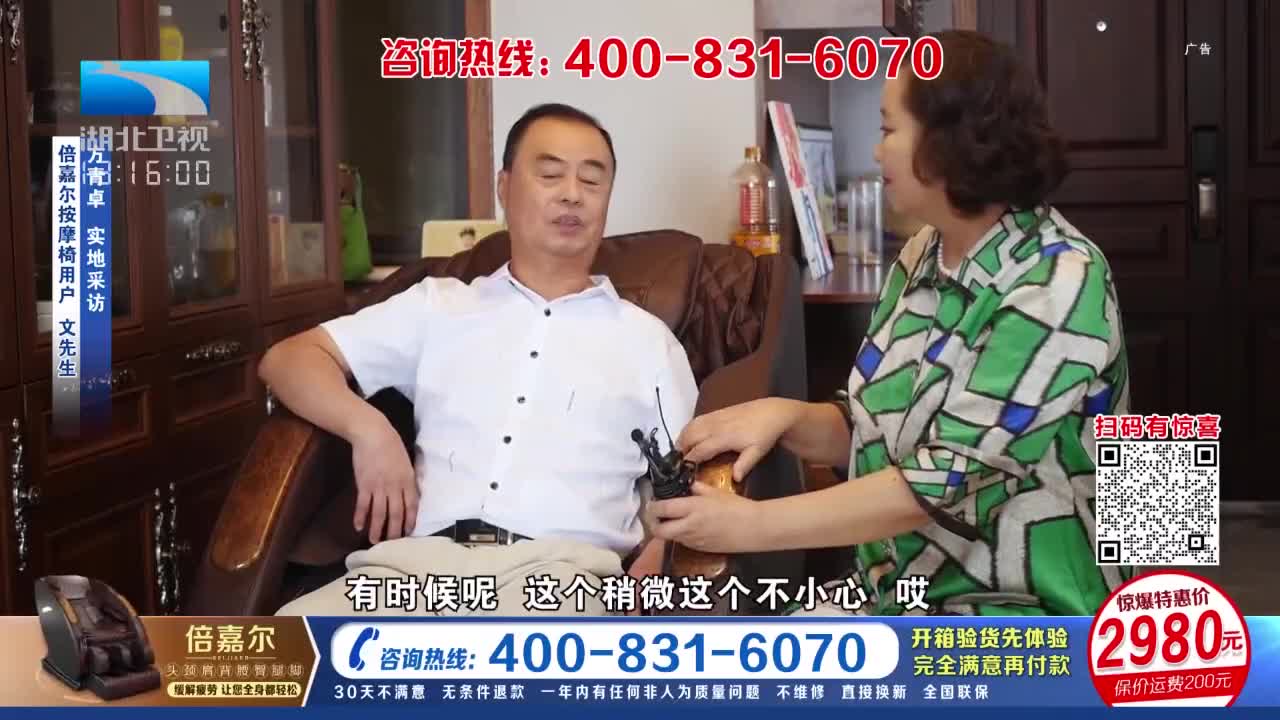 咨询热线：400-831-6070
广告
湖北卫视
:16:00
方青卓 实地采访
倍嘉尔按摩椅用户 文先生
扫码有惊喜
有时候呢 这个稍微这个不小心 哎
倍嘉尔
BEIJIAER
头颈肩背腰臀腿脚
缓解疲劳 让您全身都轻松
咨询热线：400-831-6070
开箱验货先体验
完全满意再付款
惊爆特惠价
2980元
保价运费200元
30天不满意 无条件退款 一年内有任何非人为质量问题 不维修 直接换新 全国联保